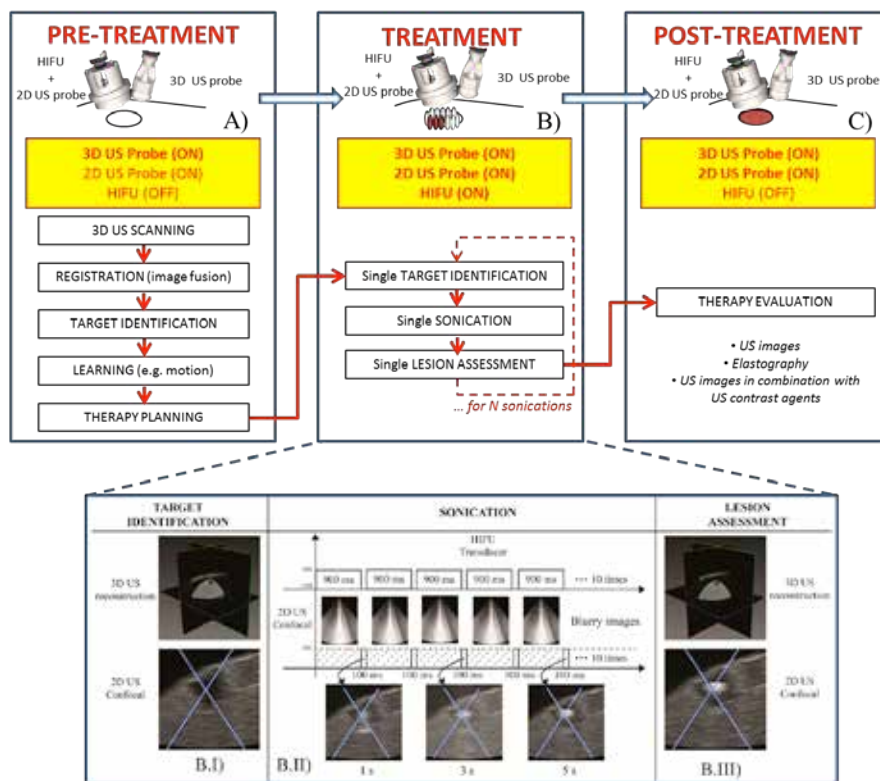 PRE-TREATMENT
HIFU
+
2D US probe
3D US probe
A)
3D US Probe (ON)
2D US Probe (ON)
HIFU (OFF)
3D US SCANNING
REGISTRATION (image fusion)
TARGET IDENTIFICATION
LEARNING (e.g. motion)
THERAPY PLANNING
TREATMENT
HIFU
+
2D US probe
3D US probe
B)
3D US Probe (ON)
2D US Probe (ON)
HIFU (ON)
Single TARGET IDENTIFICATION
Single SONICATION
Single LESION ASSESSMENT
... for N sonications
POST-TREATMENT
HIFU
+
2D US probe
3D US probe
C)
3D US Probe (ON)
2D US Probe (ON)
HIFU (OFF)
THERAPY EVALUATION
• US images
• Elastography
• US images in combination with
US contrast agents
TARGET
IDENTIFICATION
3D US
reconstruction
2D US
Confocal
B.I)
SONICATION
HIFU
Transducer
900 ms
900 ms
900 ms
900 ms
900 ms
... 10 times
2D US
Confocal
Blurry images
... 10 times
100 ms
100 ms
100 ms
B.II)
1 s
3 s
5 s
LESION
ASSESSMENT
3D US
reconstruction
2D US
Confocal
B.III)